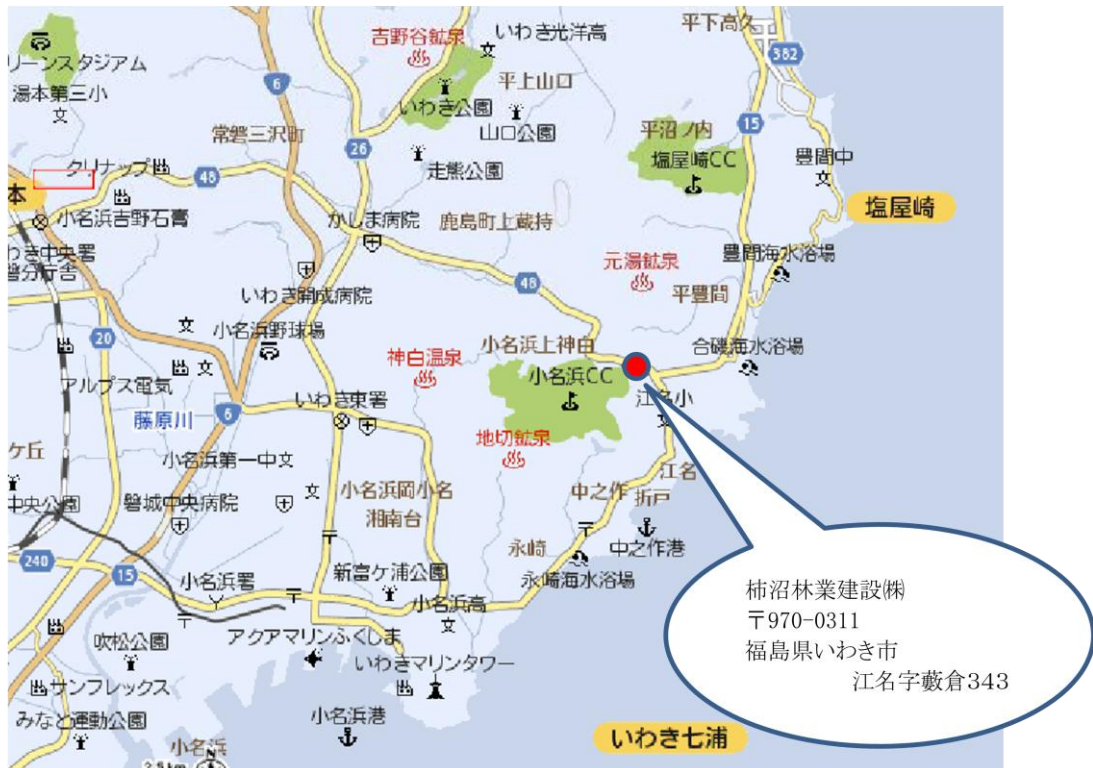 吉野谷鉱泉
いわき光洋高
平下高久
382
リーンスタジアム
湯本第三小
6
いわき公園
平上山口
山口公園
15
常磐三沢町
26
平沼ノ内
塩屋崎CC
豊間中
クリナップ
48
走熊公園
本
小名浜吉野石膏
かしま病院
鹿島町上蔵持
塩屋崎
わき中央署
磐分庁舎
元湯鉱泉
豊間海水浴場
いわき開成病院
48
平豊間
20
小名浜野球場
神白温泉
小名浜上神白
合磯海水浴場
アルプス電気
小名浜CC
江名小
藤原川
6
いわき東署
地切鉱泉
ケ丘
小名浜第一中
江名
中央公園
磐城中央病院
小名浜岡小名
湘南台
中之作
折戸
240
15
永崎
中之作港
小名浜署
新富ケ浦公園
永崎海水浴場
小名浜高
吹松公園
アクアマリンふくしま
いわきマリンタワー
サンフレックス
みなと運動公園
小名浜港
小名浜
N
2.5km
いわき七浦
柿沼林業建設㈱
〒970-0311
福島県いわき市
江名字藪倉343